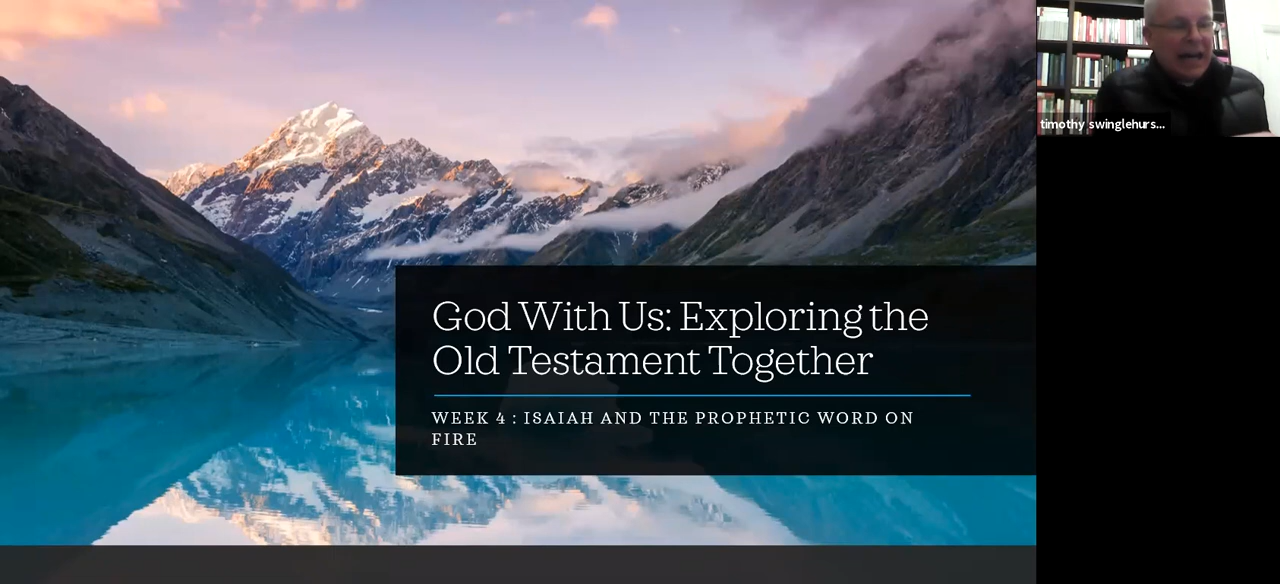 God With Us: Exploring the
Old Testament Together
WEEK 4 : ISAIAH AND THE PROPHETIC WORD ON
FIRE
timothy swinglehurs...